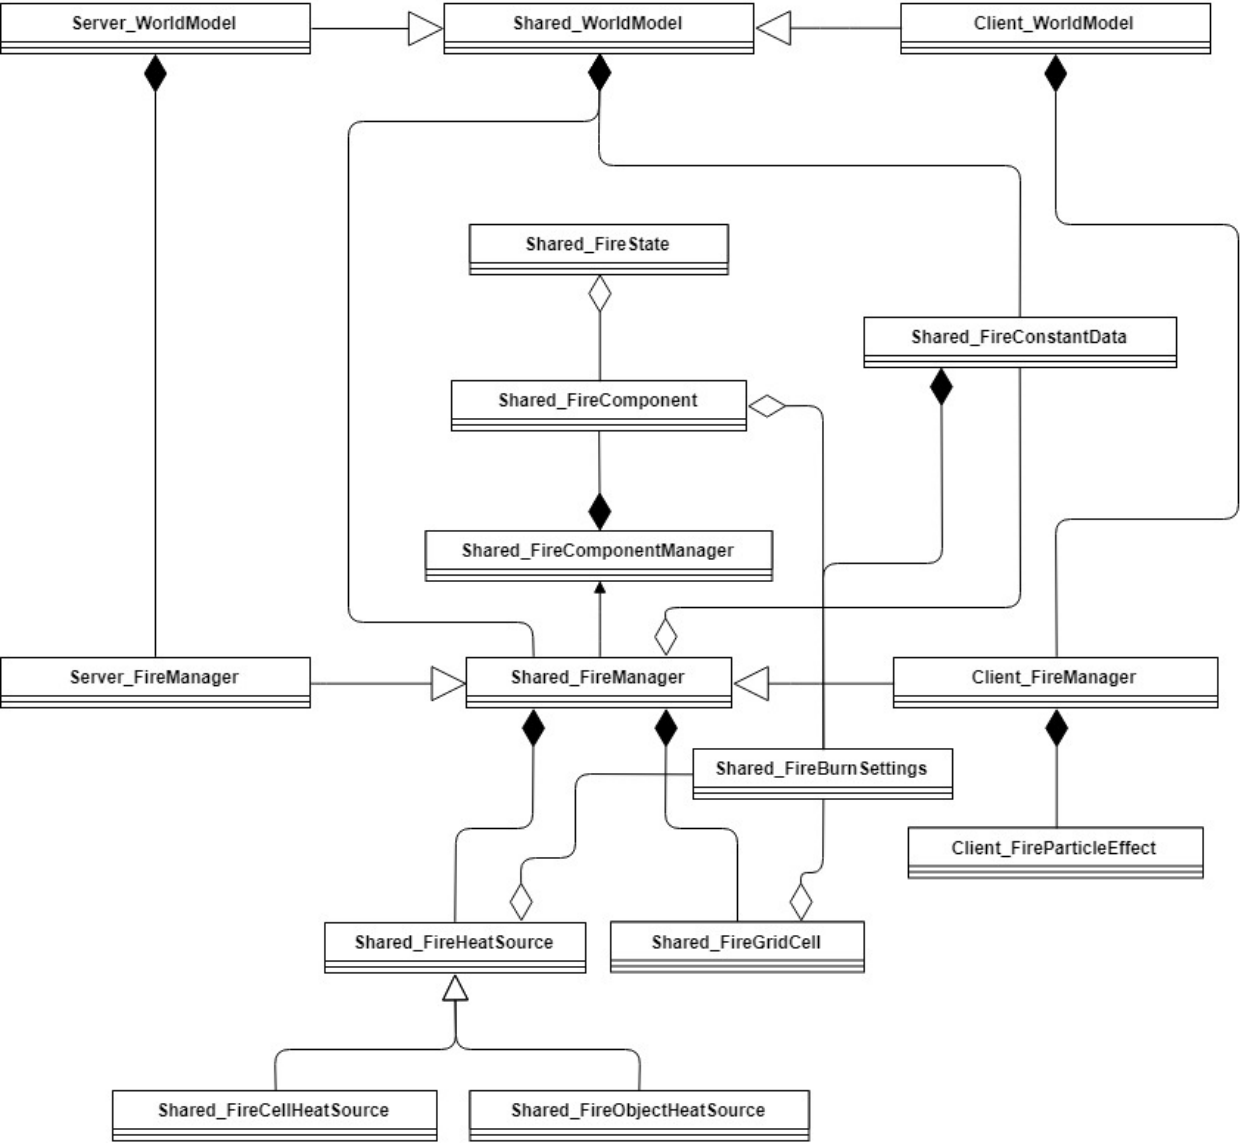 Server_WorldModel
Shared_WorldModel
Client_WorldModel
Shared_FireState
Shared_FireConstantData
Shared_FireComponent
Shared_FireComponentManager
Server_FireManager
Shared_FireManager
Client_FireManager
Shared_FireBurnSettings
Client_FireParticleEffect
Shared_FireHeatSource
Shared_FireGridCell
Shared_FireCellHeatSource
Shared_FireObjectHeatSource